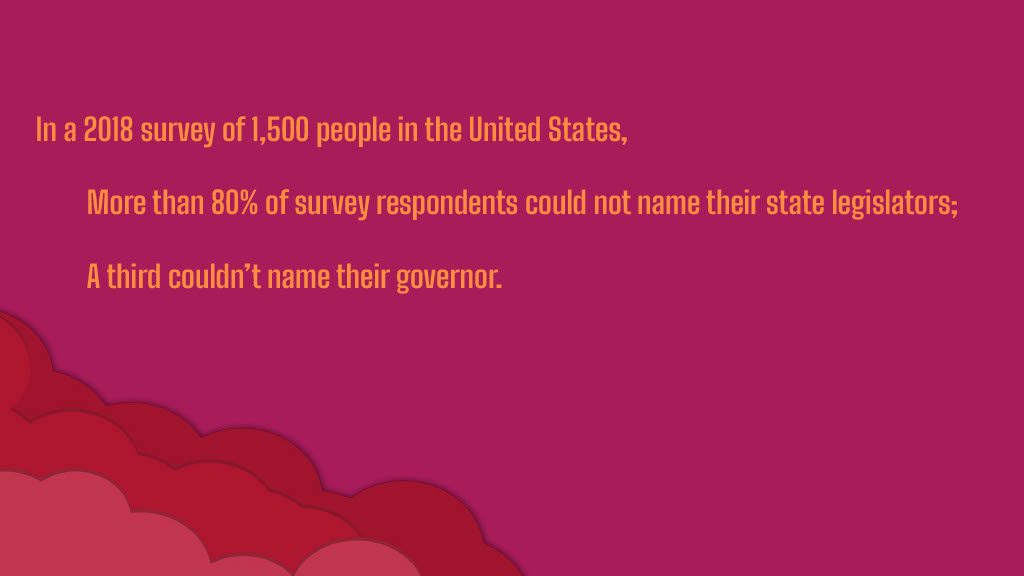 In a 2018 survey of 1,500 people in the United States,
More than 80% of survey respondents could not name their state legislators;
A third couldn’t name their governor.